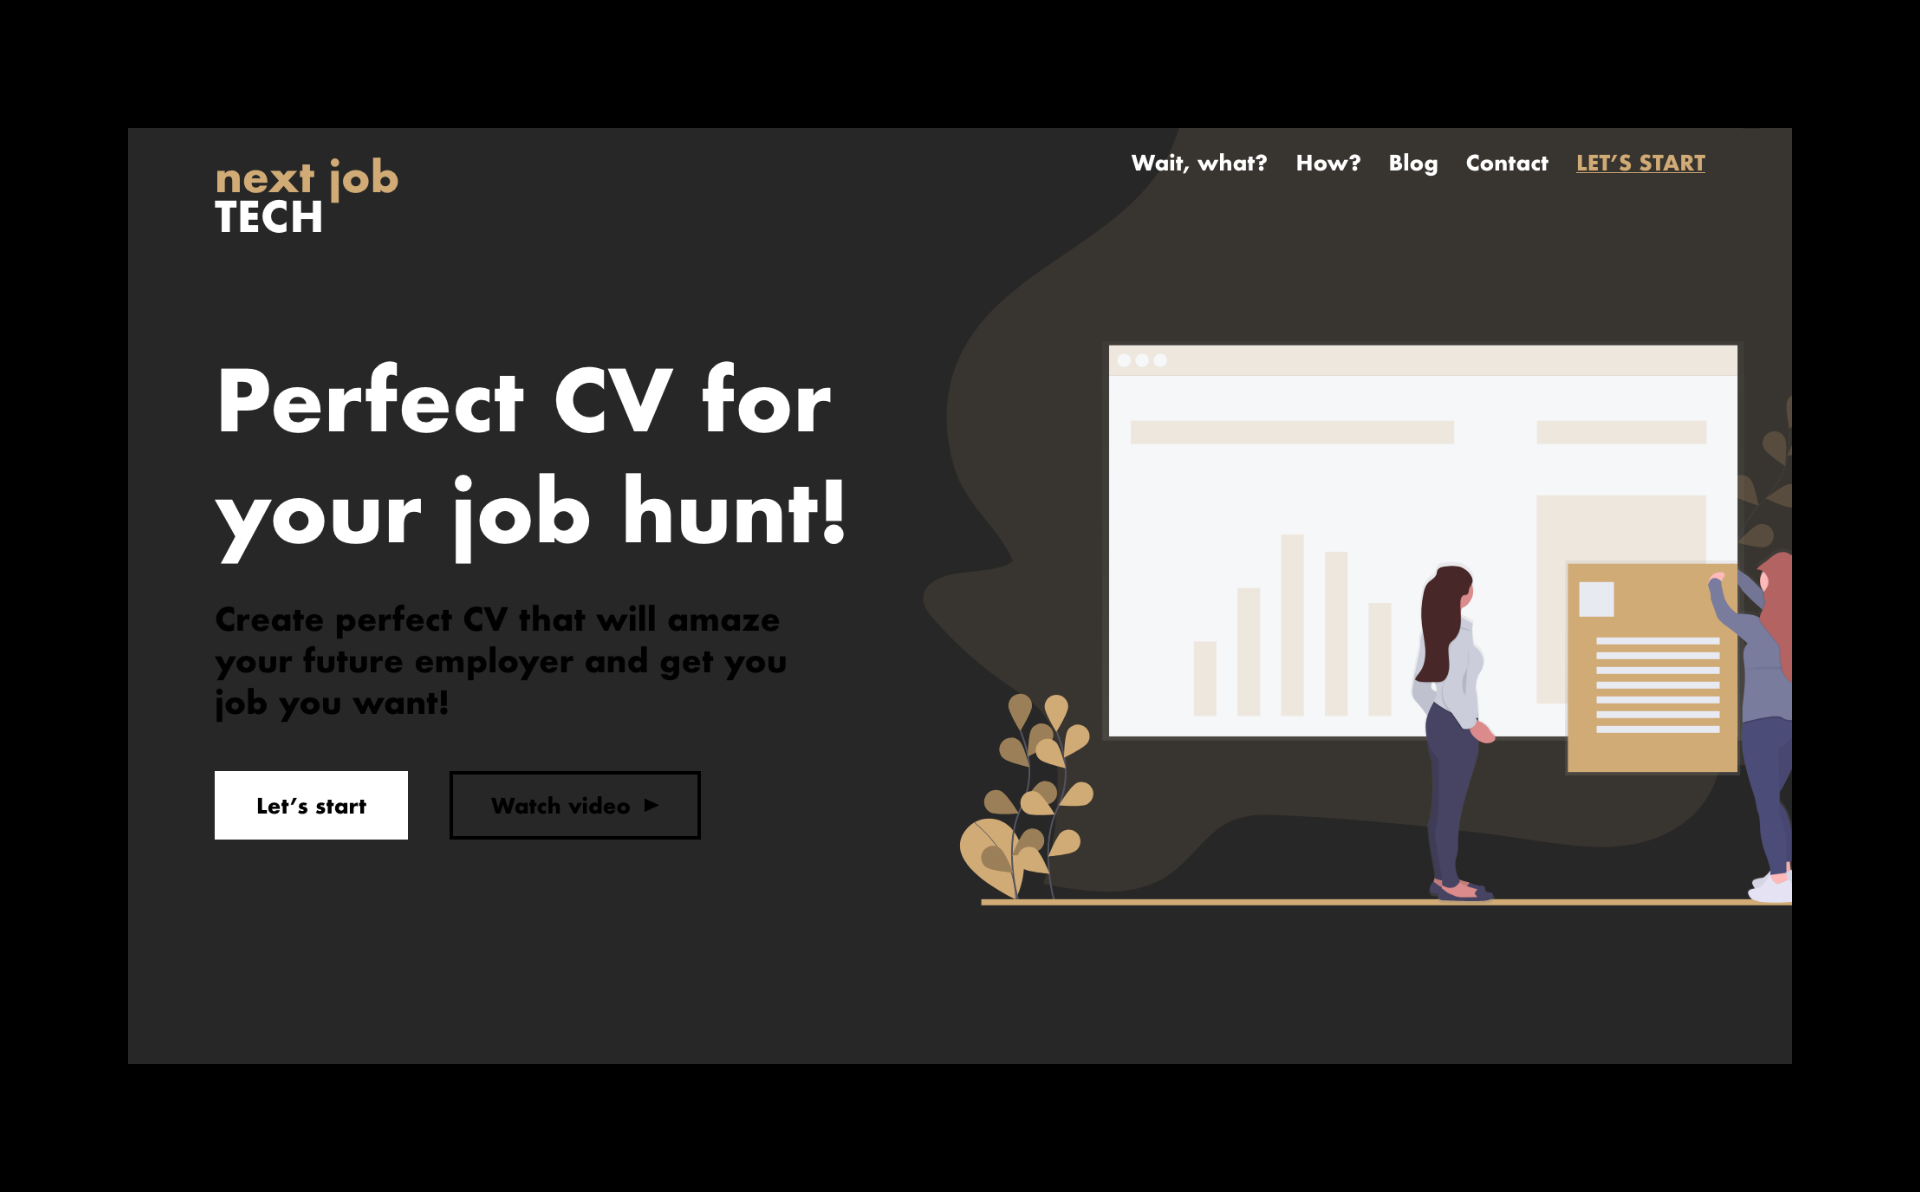 next job
TECH
Wait, what? How? Blog Contact LET’S START
Perfect CV for
your job hunt!
Create perfect CV that will amaze
your future employer and get you
job you want!
Let’s start
Watch video ►